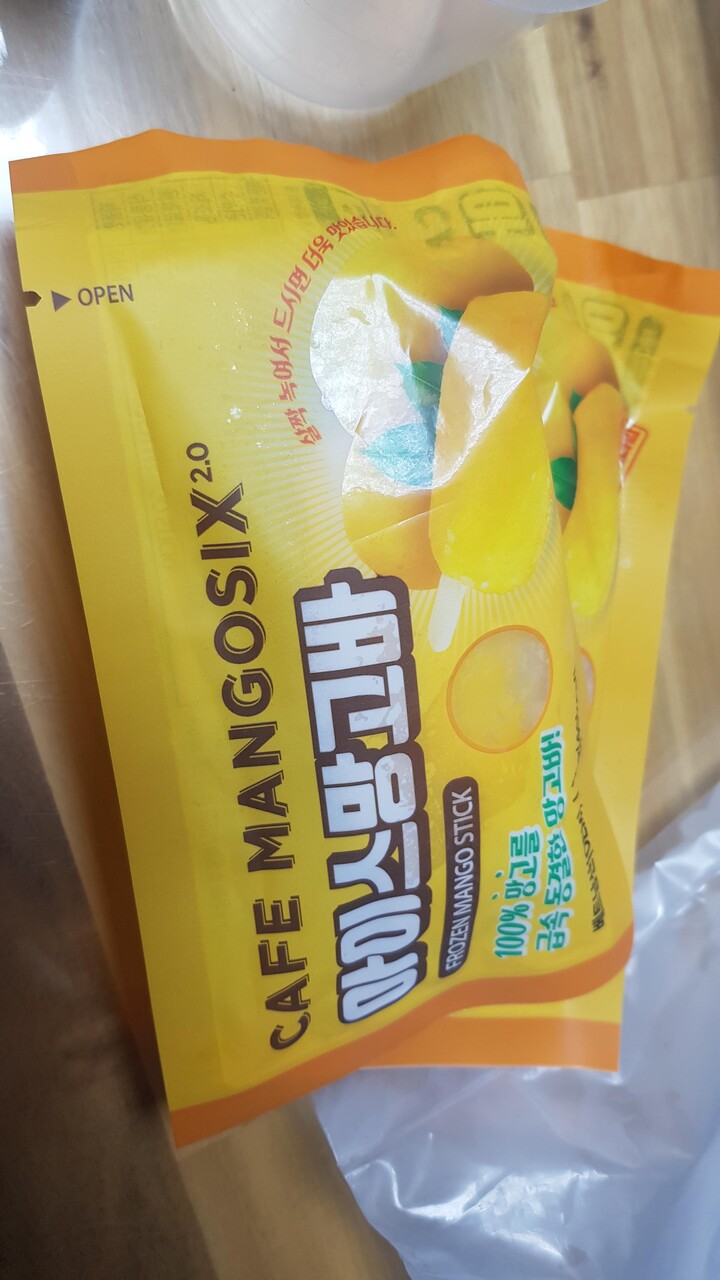 OPEN
살짝 녹여서 드시면 더욱 맛있습니다.
CAFE MANGOSIX 2.0
아이스망고바
FROZEN MANGO STICK
100% 망고를
급속 동결한 망고바!